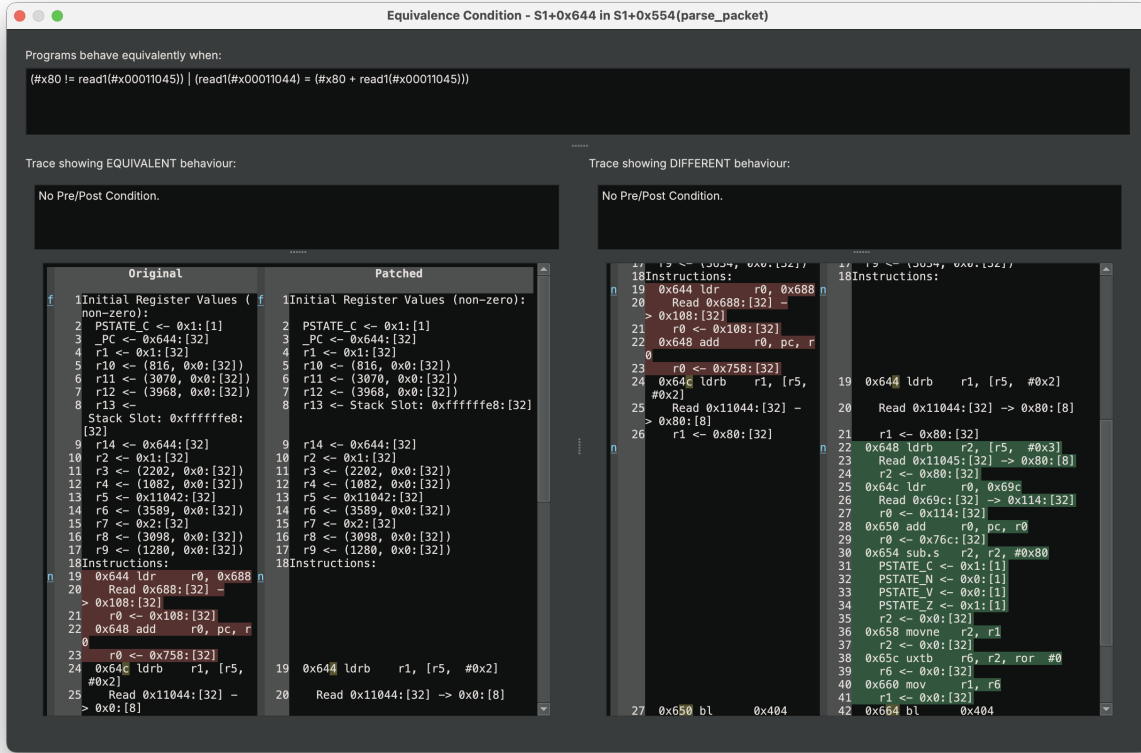 Equivalence Condition - S1+0x644 in S1+0x554(parse_packet)
Programs behave equivalently when:
(#x80 != read1(#x00011045)) | (read1(#x00011044) = (#x80 + read1(#x00011045)))
Trace showing EQUIVALENT behaviour:
No Pre/Post Condition.
Original
f 1Initial Register Values (
non-zero):
2 PSTATE_C <- 0x1:[1]
3 _PC <- 0x644:[32]
4 r1 <- 0x1:[32]
5 r10 <- (816, 0x0:[32])
6 r11 <- (3070, 0x0:[32])
7 r12 <- (3968, 0x0:[32])
8 r13 <-
Stack Slot: 0xffffffe8:
[32]
9 r14 <- 0x644:[32]
10 r2 <- 0x1:[32]
11 r3 <- (2202, 0x0:[32])
12 r4 <- (1082, 0x0:[32])
13 r5 <- 0x11042:[32]
14 r6 <- (3589, 0x0:[32])
15 r7 <- 0x2:[32]
16 r8 <- (3098, 0x0:[32])
17 r9 <- (1280, 0x0:[32])
18Instructions:
n 19 0x644 ldr r0, 0x688
20 Read 0x688:[32] -
> 0x108:[32]
21 r0 <- 0x108:[32]
22 0x648 add r0, pc, r
0
23 r0 <- 0x758:[32]
24 0x64c ldrb r1, [r5,
#0x2]
25 Read 0x11044:[32] -
> 0x0:[8]
Patched
f 1Initial Register Values (non-zero):
2 PSTATE_C <- 0x1:[1]
3 _PC <- 0x644:[32]
4 r1 <- 0x1:[32]
5 r10 <- (816, 0x0:[32])
6 r11 <- (3070, 0x0:[32])
7 r12 <- (3968, 0x0:[32])
8 r13 <- Stack Slot: 0xffffffe8:[32]
9 r14 <- 0x644:[32]
10 r2 <- 0x1:[32]
11 r3 <- (2202, 0x0:[32])
12 r4 <- (1082, 0x0:[32])
13 r5 <- 0x11042:[32]
14 r6 <- (3589, 0x0:[32])
15 r7 <- 0x2:[32]
16 r8 <- (3098, 0x0:[32])
17 r9 <- (1280, 0x0:[32])
18Instructions:
n
19 0x644 ldrb r1, [r5, #0x2]
20 Read 0x11044:[32] -> 0x0:[8]
Trace showing DIFFERENT behaviour:
No Pre/Post Condition.
17 r9 <- (3654, 0x0:[32])
18Instructions:
n 19 0x644 ldr r0, 0x688
20 Read 0x688:[32] -
> 0x108:[32]
21 r0 <- 0x108:[32]
22 0x648 add r0, pc, r
0
23 r0 <- 0x758:[32]
24 0x64c ldrb r1, [r5,
#0x2]
25 Read 0x11044:[32] -
> 0x80:[8]
26 r1 <- 0x80:[32]
n
27 0x650 bl 0x404
17 r9 <- (3654, 0x0:[32])
18Instructions:
n
19 0x644 ldrb r1, [r5, #0x2]
20 Read 0x11044:[32] -> 0x80:[8]
21 r1 <- 0x80:[32]
n 22 0x648 ldrb r2, [r5, #0x3]
23 Read 0x11045:[32] -> 0x80:[8]
24 r2 <- 0x80:[32]
25 0x64c ldr r0, 0x69c
26 Read 0x69c:[32] -> 0x114:[32]
27 r0 <- 0x114:[32]
28 0x650 add r0, pc, r0
29 r0 <- 0x76c:[32]
30 0x654 sub.s r2, r2, #0x80
31 PSTATE_C <- 0x1:[1]
32 PSTATE_N <- 0x0:[1]
33 PSTATE_V <- 0x0:[1]
34 PSTATE_Z <- 0x1:[1]
35 r2 <- 0x0:[32]
36 0x658 movne r2, r1
37 r2 <- 0x0:[32]
38 0x65c uxtb r6, r2, ror #0
39 r6 <- 0x0:[32]
40 0x660 mov r1, r6
41 r1 <- 0x0:[32]
42 0x664 bl 0x404